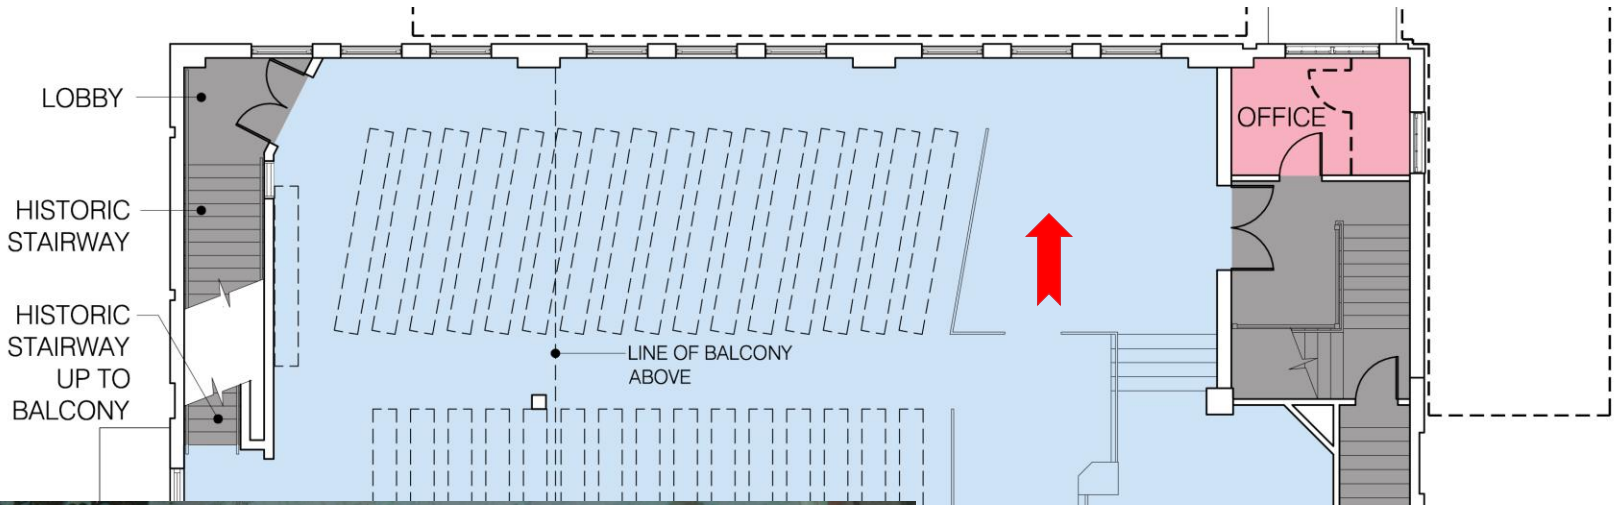 LOBBY
HISTORIC
STAIRWAY
HISTORIC
STAIRWAY
UP TO
BALCONY
LINE OF BALCONY
ABOVE
OFFICE